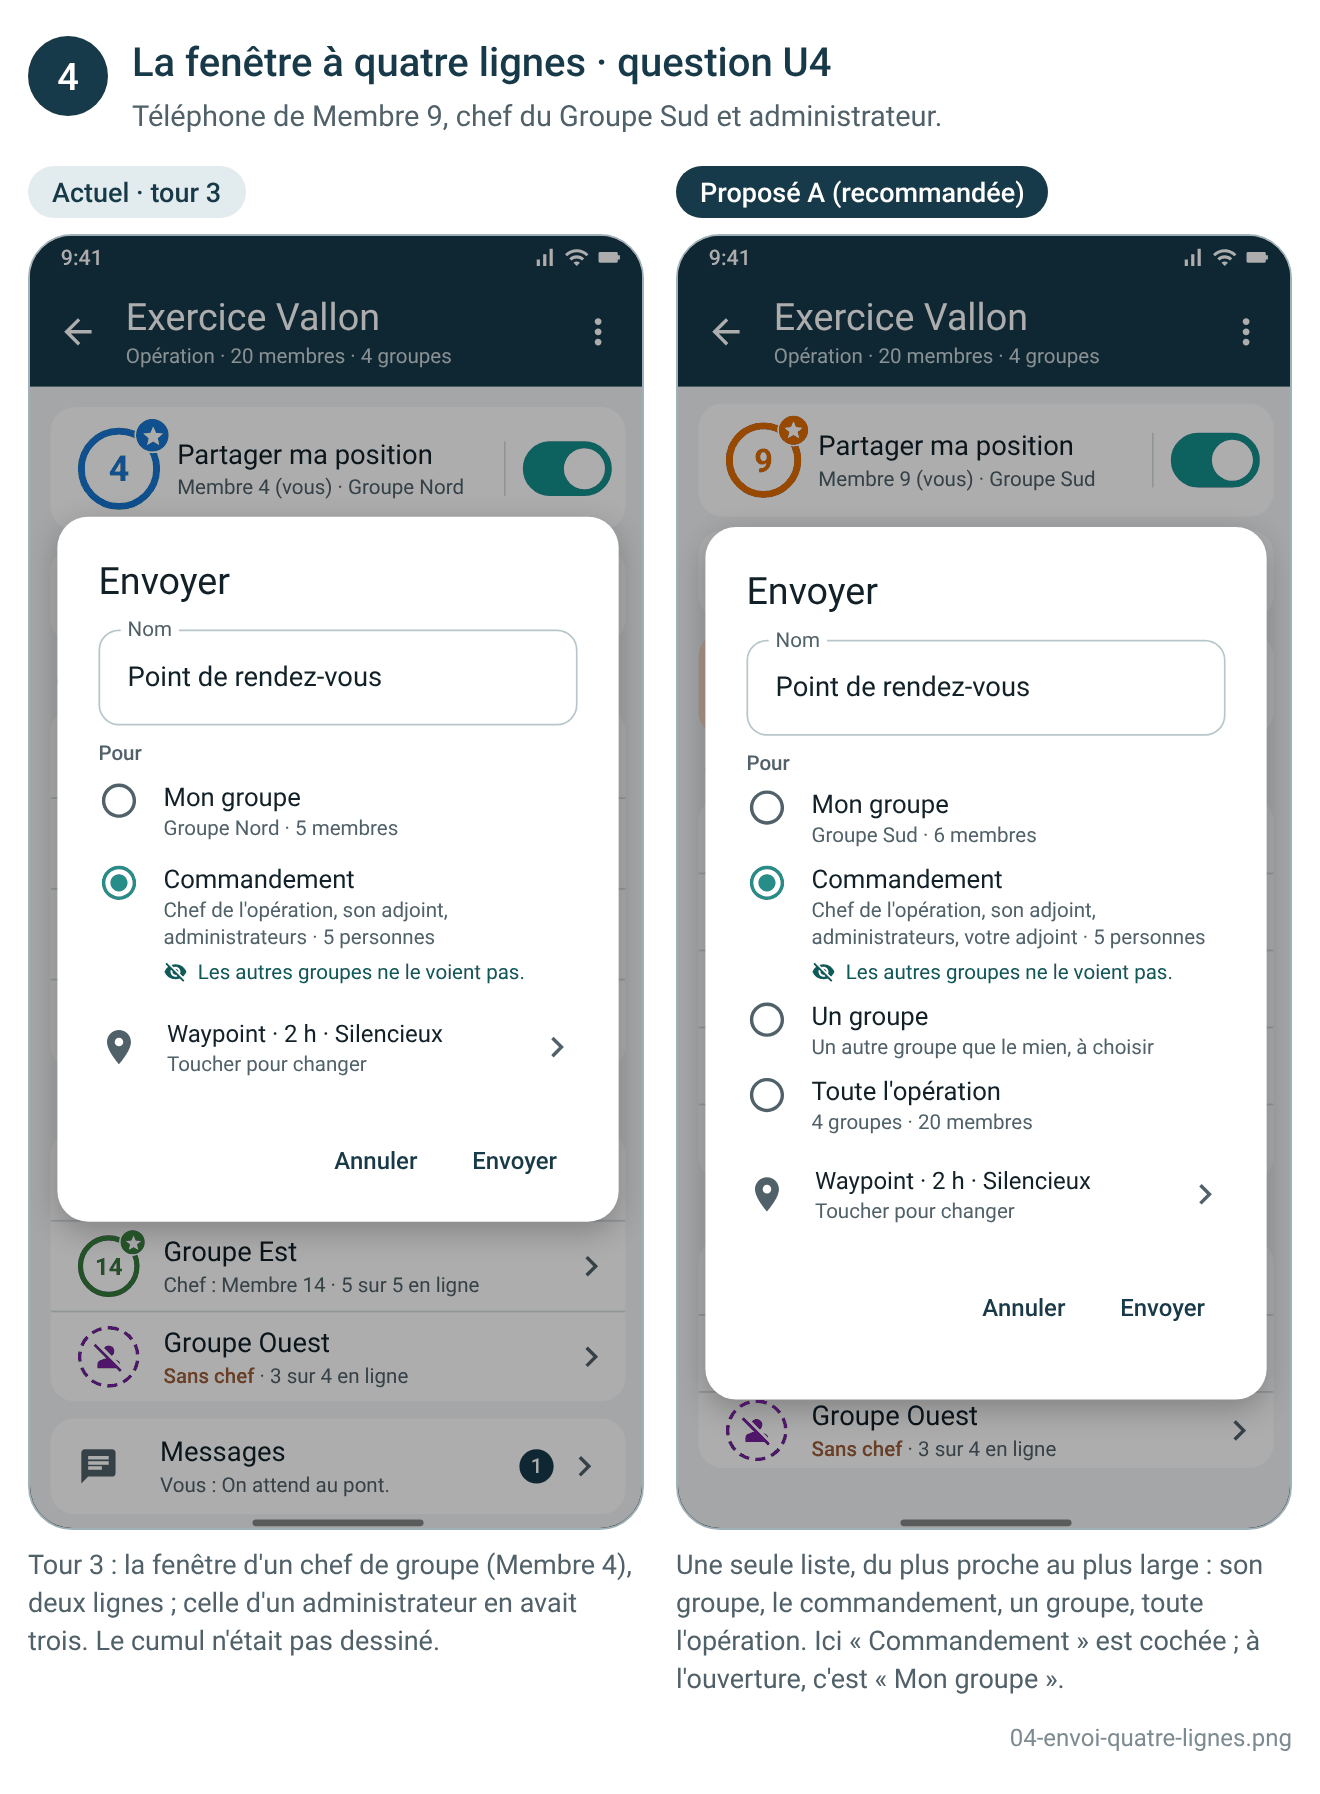 4
La fenêtre à quatre lignes · question U4
Téléphone de Membre 9, chef du Groupe Sud et administrateur.
Actuel · tour 3
9:41
Exercice Vallon
Opération · 20 membres · 4 groupes
4
Partager ma position
Membre 4 (vous) · Groupe Nord
Envoyer
Nom
Point de rendez-vous
Pour
Mon groupe
Groupe Nord · 5 membres
Commandement
Chef de l'opération, son adjoint,
administrateurs · 5 personnes
Les autres groupes ne le voient pas.
Waypoint · 2 h · Silencieux
Toucher pour changer
Annuler
Envoyer
14
Groupe Est
Chef : Membre 14 · 5 sur 5 en ligne
Groupe Ouest
Sans chef · 3 sur 4 en ligne
Messages
Vous : On attend au pont.
1
Tour 3 : la fenêtre d'un chef de groupe (Membre 4),
deux lignes ; celle d'un administrateur en avait
trois. Le cumul n'était pas dessiné.
Proposé A (recommandée)
9:41
Exercice Vallon
Opération · 20 membres · 4 groupes
9
Partager ma position
Membre 9 (vous) · Groupe Sud
Envoyer
Nom
Point de rendez-vous
Pour
Mon groupe
Groupe Sud · 6 membres
Commandement
Chef de l'opération, son adjoint,
administrateurs, votre adjoint · 5 personnes
Les autres groupes ne le voient pas.
Un groupe
Un autre groupe que le mien, à choisir
Toute l'opération
4 groupes · 20 membres
Waypoint · 2 h · Silencieux
Toucher pour changer
Annuler
Envoyer
Groupe Ouest
Sans chef · 3 sur 4 en ligne
Une seule liste, du plus proche au plus large : son
groupe, le commandement, un groupe, toute
l'opération. Ici « Commandement » est cochée ; à
l'ouverture, c'est « Mon groupe ».
04-envoi-quatre-lignes.png